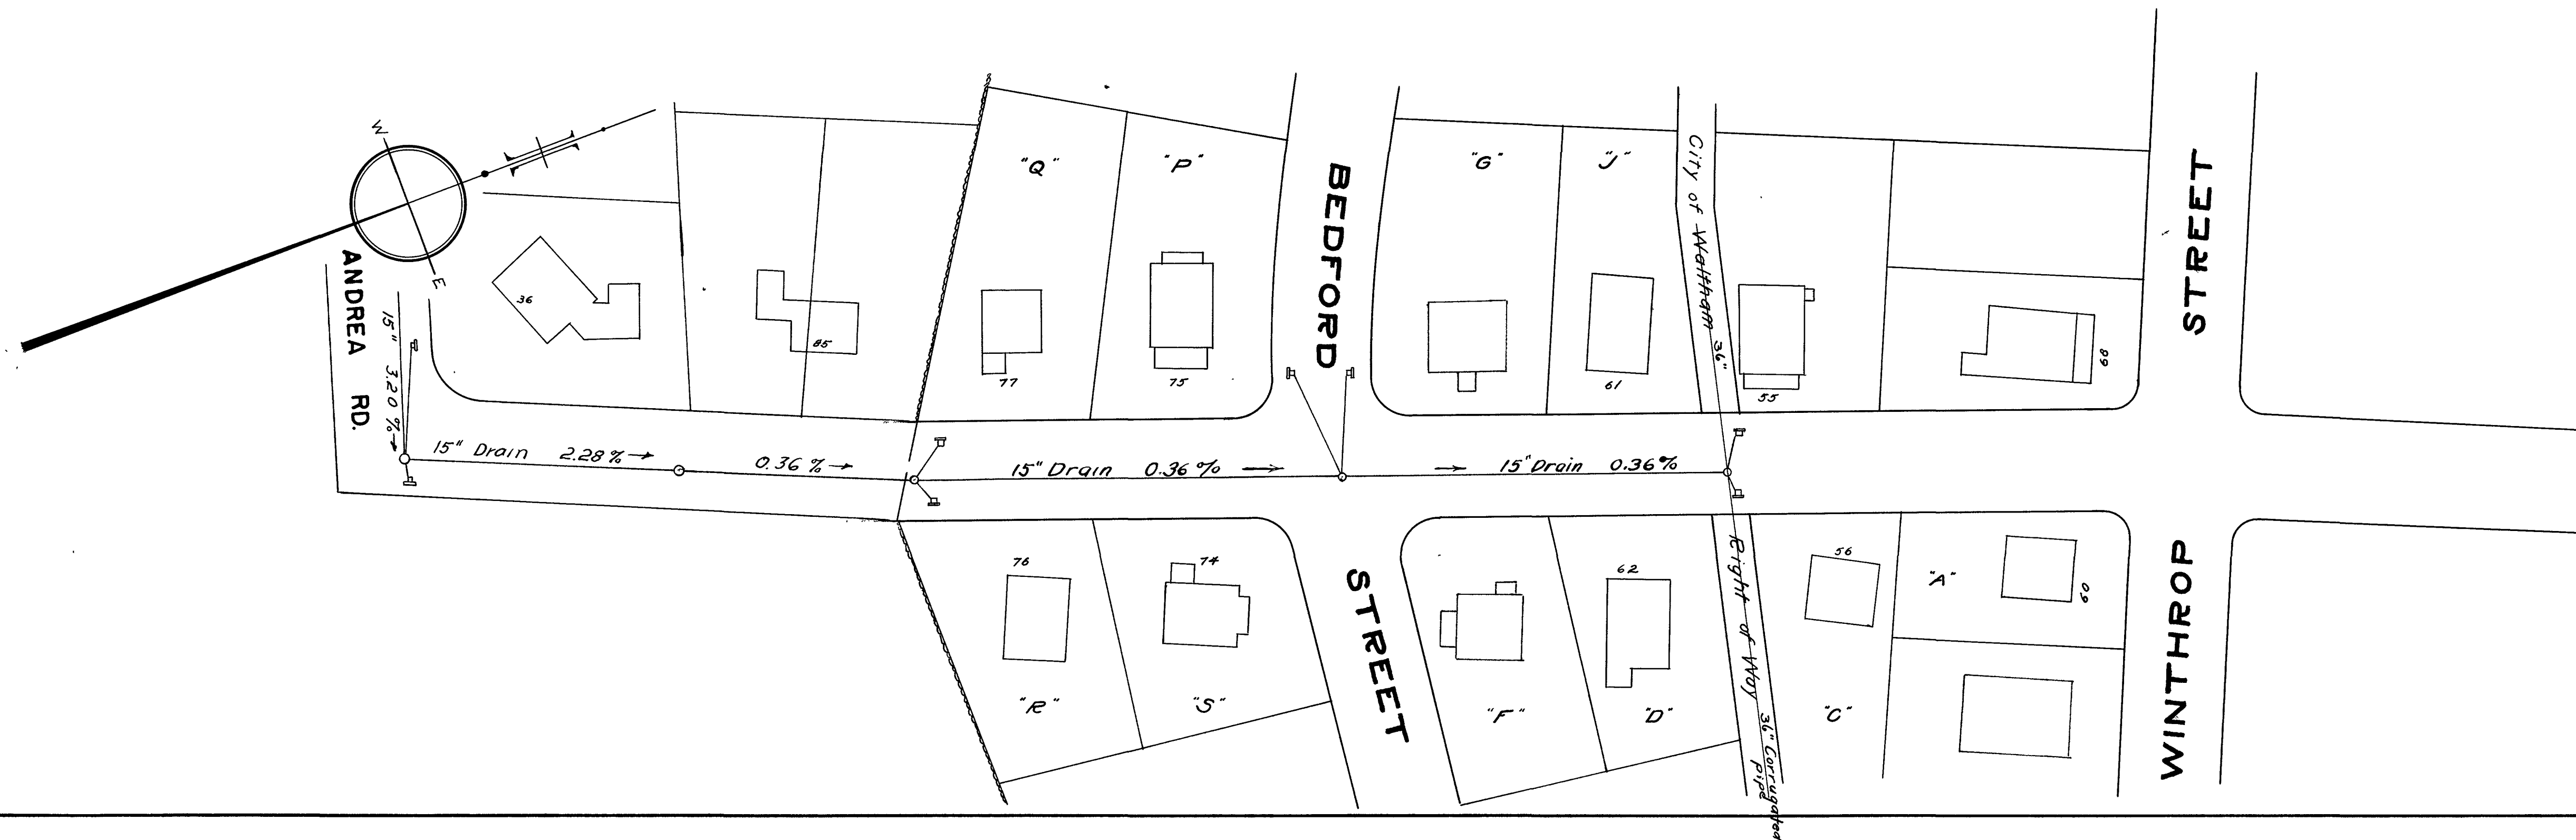 W
E
ANDREA RD.
15" 3.20%
36
85
"Q"
77
"P"
75
BEDFORD
STREET
"G"
"J"
61
City of Waltham 36"
55
89
STREET
WINTHROP
15" Drain 2.28%
0.36%
15" Drain 0.36%
15" Drain 0.36%
76
"R"
74
"S"
"F"
62
"D"
Right of Way 36" Corrugated
pipe
56
"C"
"A"